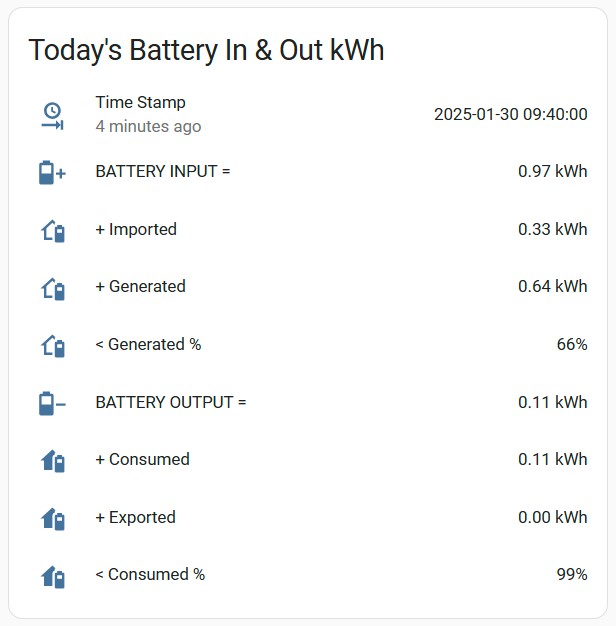 Today's Battery In & Out kWh
Time Stamp
4 minutes ago
2025-01-30 09:40:00
BATTERY INPUT = 0.97 kWh
+ Imported 0.33 kWh
+ Generated 0.64 kWh
< Generated % 66%
BATTERY OUTPUT = 0.11 kWh
+ Consumed 0.11 kWh
+ Exported 0.00 kWh
< Consumed % 99%